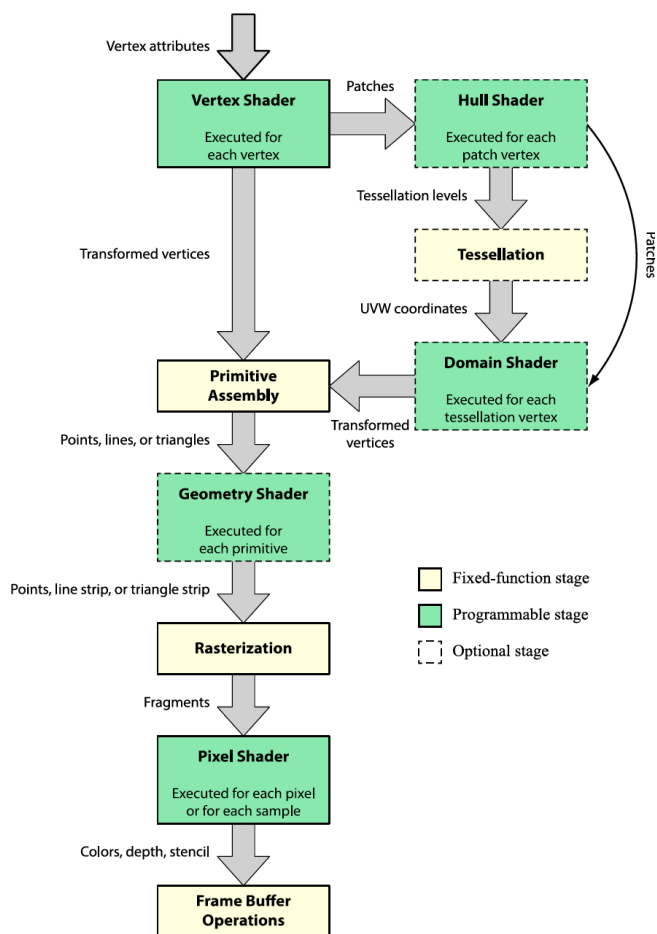 Vertex attributes
Vertex Shader
Executed for
each vertex
Patches
Hull Shader
Executed for each
patch vertex
Tessellation levels
Patches
Transformed vertices
Tessellation
UVW coordinates
Domain Shader
Executed for each
tessellation vertex
Primitive
Assembly
Transformed
vertices
Points, lines, or triangles
Geometry Shader
Executed for
each primitive
Points, line strip, or triangle strip
Rasterization
Fragments
Pixel Shader
Executed for each pixel
or for each sample
Colors, depth, stencil
Frame Buffer
Operations
Fixed-function stage
Programmable stage
Optional stage